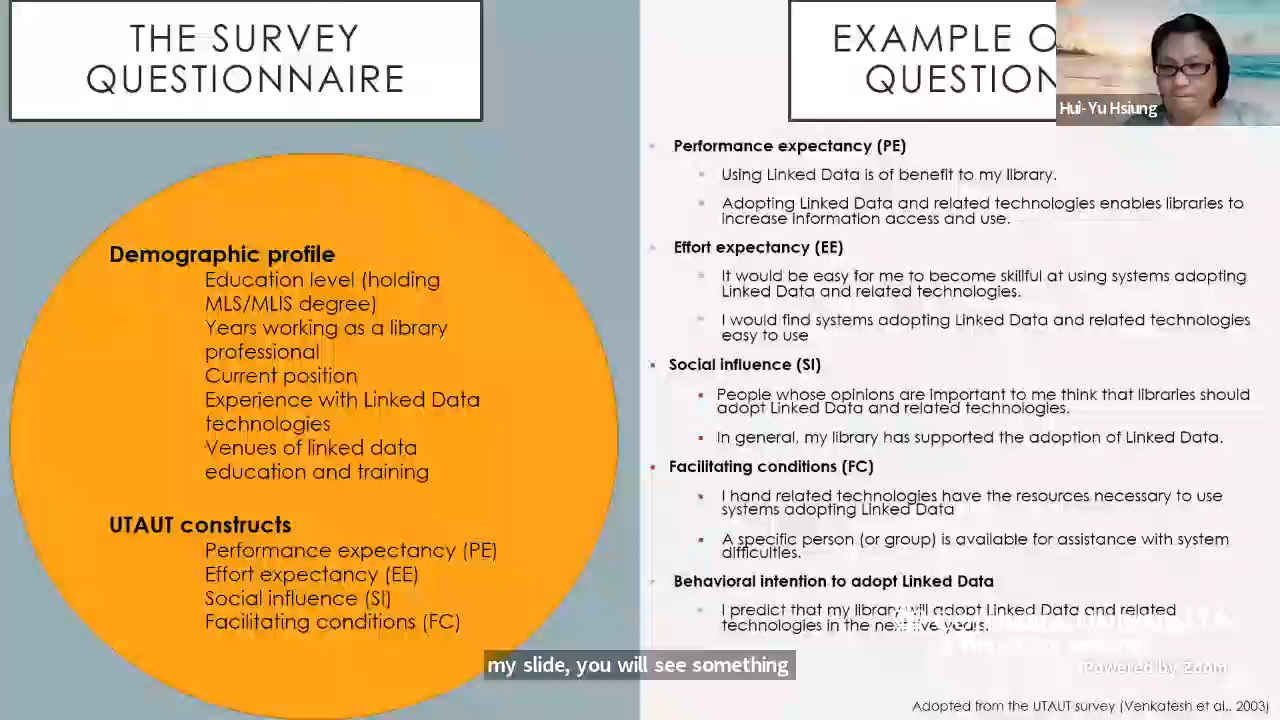 THE SURVEY
QUESTIONNAIRE
Demographic profile
Education level (holding
MLS/MLIS degree)
Years working as a library
professional
Current position
Experience with Linked Data
technologies
Venues of linked data
education and training
UTAUT constructs
Performance expectancy (PE)
Effort expectancy (EE)
Social influence (SI)
Facilitating conditions (FC)
EXAMPLE O
QUESTION
Hui-Yu Hsiung
Performance expectancy (PE)
Using Linked Data is of benefit to my library.
Adopting Linked Data and related technologies enables libraries to
increase information access and use.
Effort expectancy (EE)
It would be easy for me to become skillful at using systems adopting
Linked Data and related technologies.
I would find systems adopting Linked Data and related technologies
easy to use
Social influence (SI)
People whose opinions are important to me think that libraries should
adopt Linked Data and related technologies.
In general, my library has supported the adoption of Linked Data.
Facilitating conditions (FC)
I hand related technologies have the resources necessary to use
systems adopting Linked Data
A specific person (or group) is available for assistance with system
difficulties.
Behavioral intention to adopt Linked Data
I predict that my library will adopt Linked Data and related
technologies in the years.
my slide, you will see something
Powered by Zoom
Adopted from the UTAUT survey (Venkatesh et al., 2003)